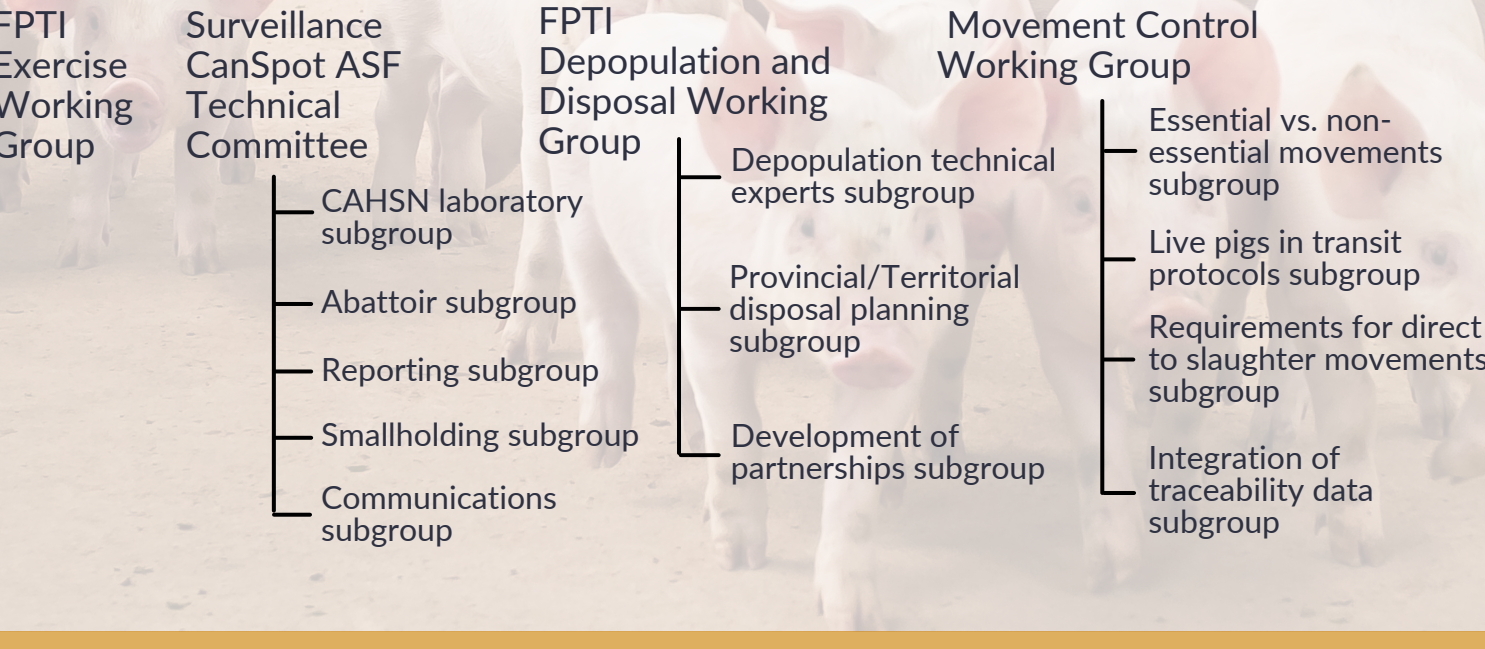 FPTI
Exercise
Working
Group
Surveillance
CanSpot ASF
Technical
Committee
CAHSN laboratory
subgroup
Abattoir subgroup
Reporting subgroup
Smallholding subgroup
Communications
subgroup
FPTI
Depopulation and
Disposal Working
Group
Depopulation technical
experts subgroup
Provincial/Territorial
disposal planning
subgroup
Development of
partnerships subgroup
Movement Control
Working Group
Essential vs. non-
essential movements
subgroup
Live pigs in transit
protocols subgroup
Requirements for direct
to slaughter movements
subgroup
Integration of
traceability data
subgroup